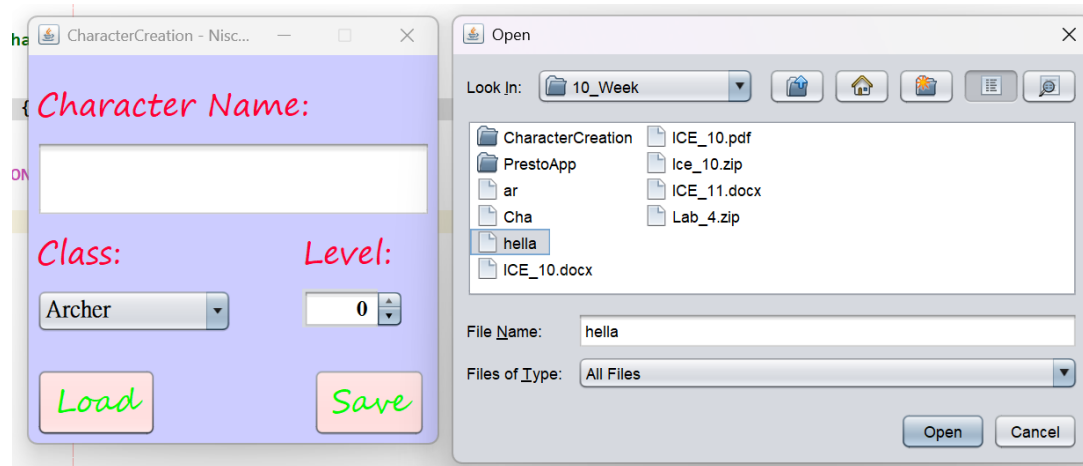 ha
CharacterCreation - Nisc...
{
Character Name:
ON
Class:
Level:
Archer
0
Load
Save
Open
Look In:
10_Week
CharacterCreation
ICE_10.pdf
PrestoApp
Ice_10.zip
ar
ICE_11.docx
Cha
Lab_4.zip
hella
ICE_10.docx
File Name:
hella
Files of Type:
All Files
Open
Cancel